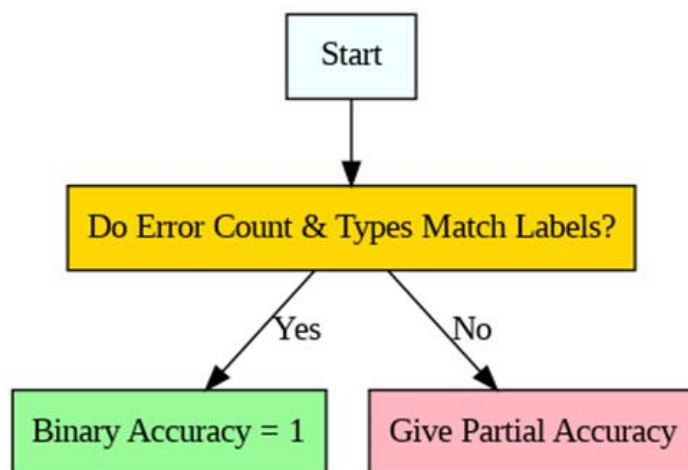 Start
Do Error Count & Types Match Labels?
Yes
No
Binary Accuracy = 1
Give Partial Accuracy